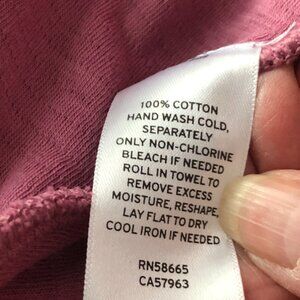 100% COTTON
HAND WASH COLD,
SEPARATELY
ONLY NON-CHLORINE
BLEACH IF NEEDED
ROLL IN TOWEL TO
REMOVE EXCESS
MOISTURE, RESHAPE,
LAY FLAT TO DRY
COOL IRON IF NEEDED
RN58665
CA57963